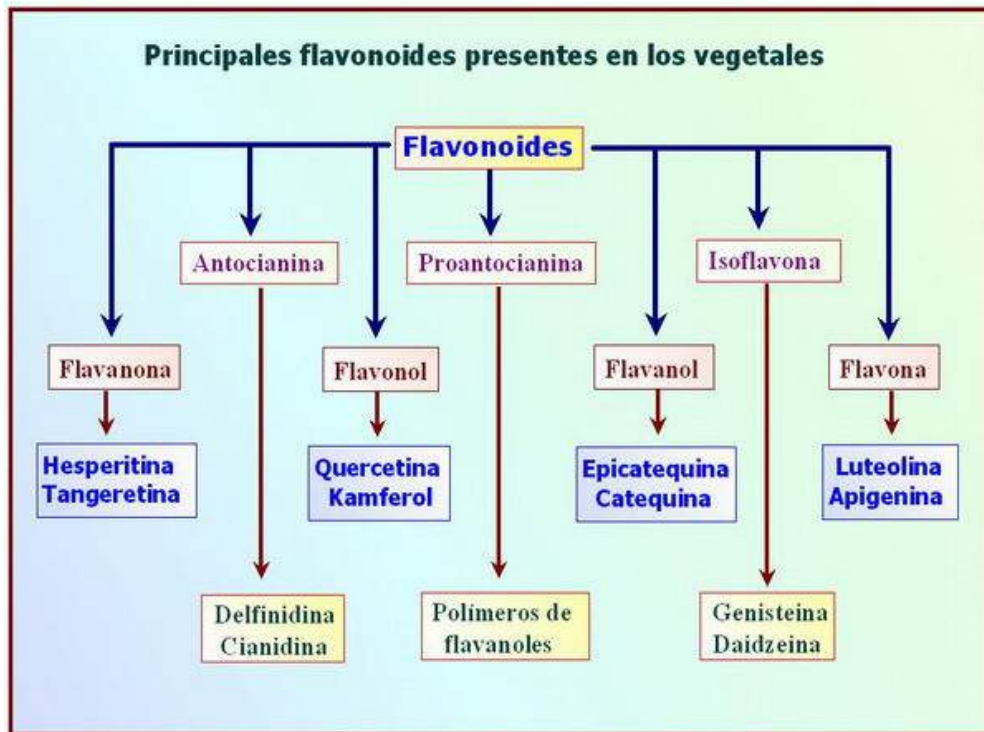 Principales flavonoides presentes en los vegetales
Flavonoides
Antocianina
Proantocianina
Isoflavona
Flavanona
Flavonol
Flavanol
Flavona
Hesperitina
Tangeretina
Quercetina
Kamferol
Epicatequina
Catequina
Luteolina
Apigenina
Delfinidina
Cianidina
Polímeros de
flavanoles
Genisteina
Daidzeina